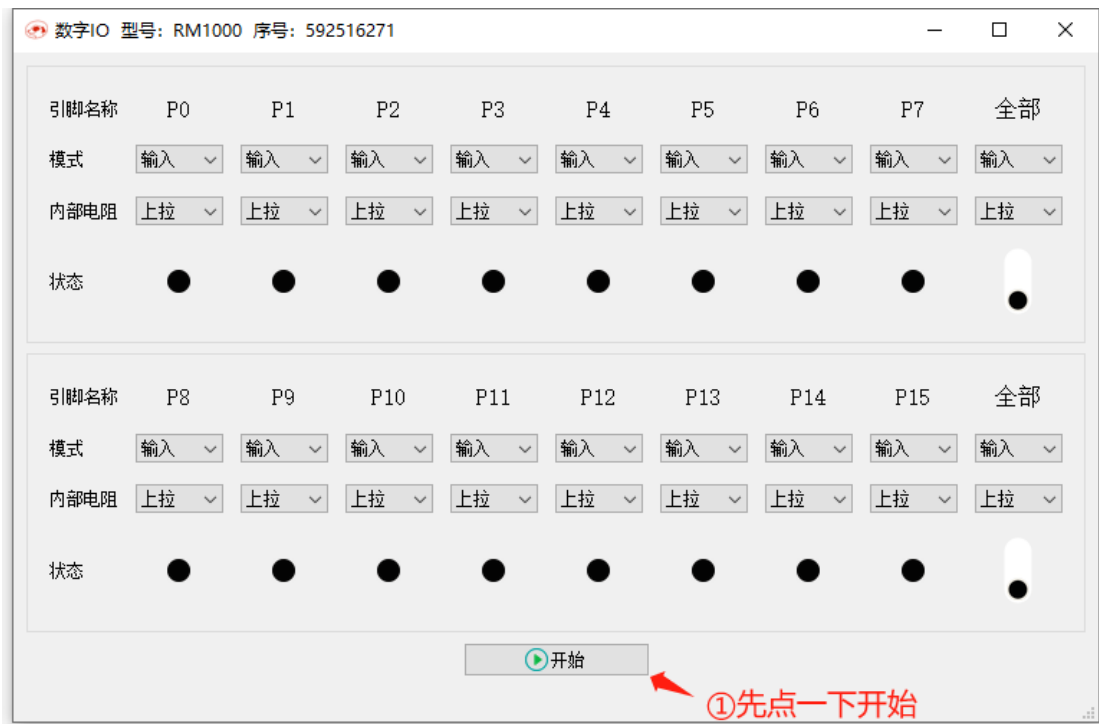 数字IO 型号：RM1000 序号：592516271
引脚名称 P0 P1 P2 P3 P4 P5 P6 P7 全部
模式 输入 输入 输入 输入 输入 输入 输入 输入 输入
内部电阻 上拉 上拉 上拉 上拉 上拉 上拉 上拉 上拉 上拉
状态
引脚名称 P8 P9 P10 P11 P12 P13 P14 P15 全部
模式 输入 输入 输入 输入 输入 输入 输入 输入 输入
内部电阻 上拉 上拉 上拉 上拉 上拉 上拉 上拉 上拉 上拉
状态
开始
①先点一下开始